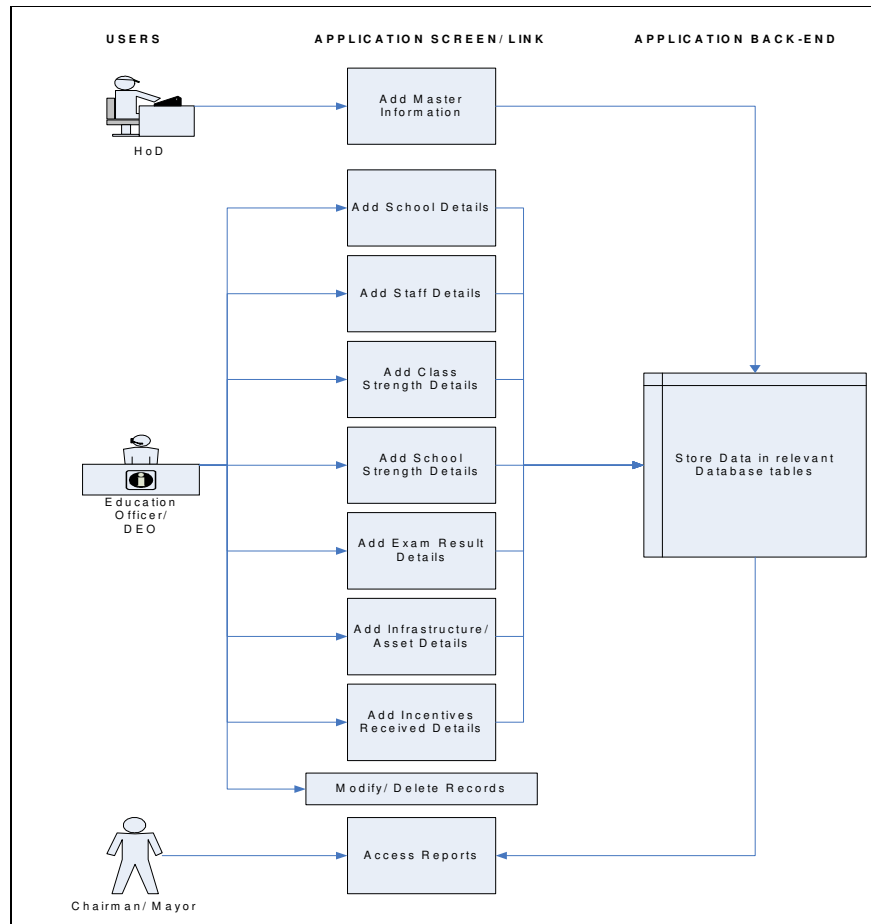 USERS
APPLICATION SCREEN/ LINK
APPLICATION BACK-END
Add Master
Information
HoD
Add School Details
Add Staff Details
Add Class
Strength Details
Add School
Strength Details
Store Data in relevant
Database tables
Education
Officer/
DEO
Add Exam Result
Details
Add Infrastructure/
Asset Details
Add Incentives
Received Details
Modify/ Delete Records
Access Reports
Chairman/ Mayor